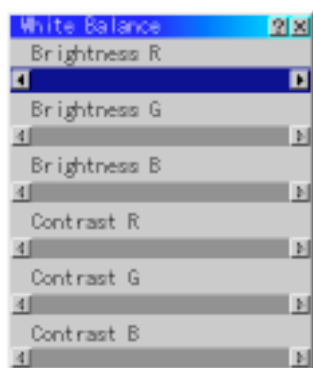 White Balance
Brightness R
Brightness G
Brightness B
Contrast R
Contrast G
Contrast B